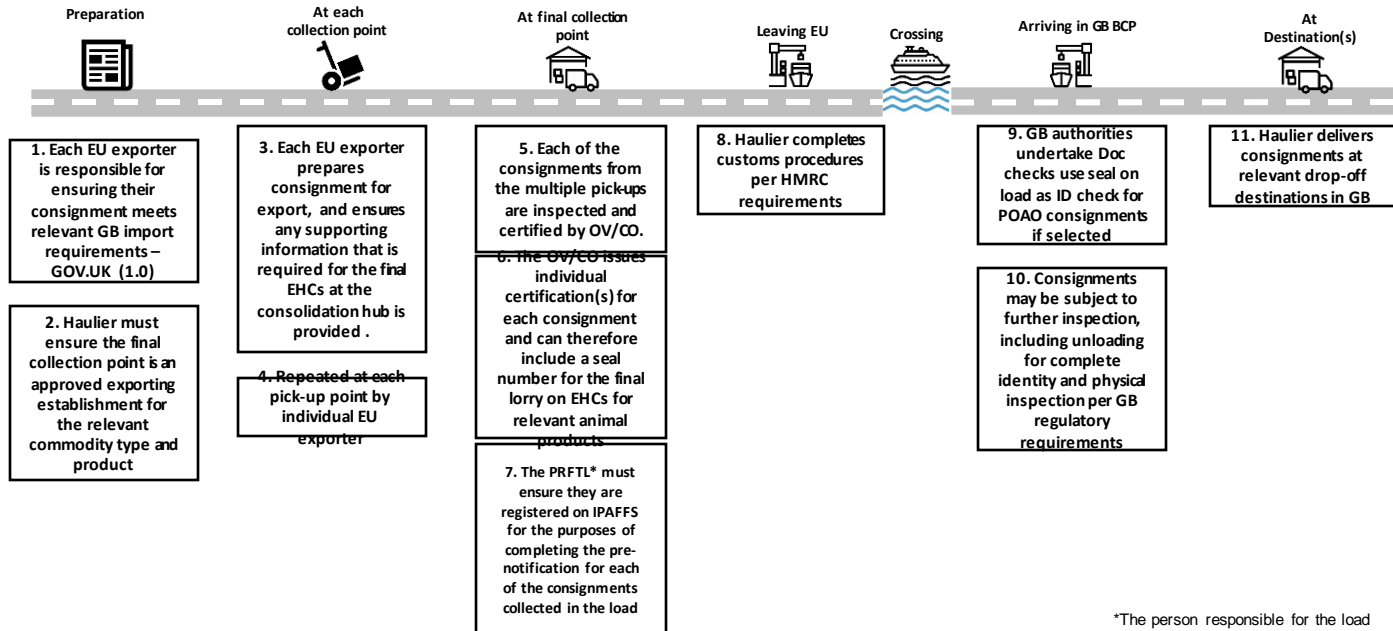 Preparation
At each
collection point
At final collection
point
Leaving EU
Crossing
Arriving in GB BCP
At
Destination(s)
1. Each EU exporter
is responsible for
ensuring their
consignment meets
relevant GB import
requirements –
GOV.UK (1.0)
2. Haulier must
ensure the final
collection point is an
approved exporting
establishment for
the relevant
commodity type and
product
3. Each EU exporter
prepares
consignment for
export, and ensures
any supporting
information that is
required for the final
EHCs at the
consolidation hub is
provided .
4. Repeated at each
pick-up point by
individual EU
exporter
5. Each of the
consignments from
the multiple pick-ups
are inspected and
certified by OV/CO.
6. The OV/CO issues
individual
certification(s) for
each consignment
and can therefore
include a seal
number for the final
lorry on EHCs for
relevant animal
products
7. The PRFTL* must
ensure they are
registered on IPAFFS
for the purposes of
completing the pre-
notification for each
of the consignments
collected in the load
8. Haulier completes
customs procedures
per HMRC
requirements
9. GB authorities
undertake Doc
checks use seal on
load as ID check for
POAO consignments
if selected
10. Consignments
may be subject to
further inspection,
including unloading
for complete
identity and physical
inspection per GB
regulatory
requirements
11. Haulier delivers
consignments at
relevant drop-off
destinations in GB
*The person responsible for the load